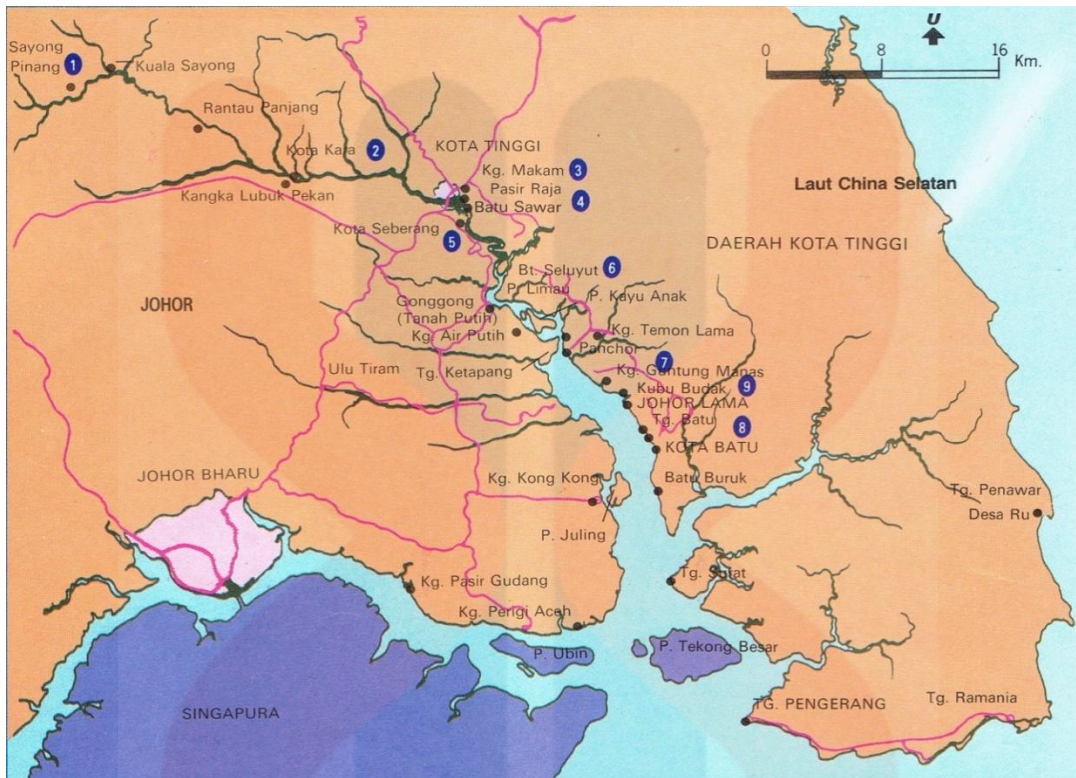 U
0 8 16
Km.
Sayong
Pinang 1
Kuala Sayong
Rantau Panjang
Kota Kara 2
KOTA TINGGI
Kg. Makam 3
Pasir Raja
Batu Sawar 4
Kangka Lubuk Pekan
Laut China Selatan
Kota Seberang
5
DAERAH KOTA TINGGI
Bt. Seluyut 6
P. Limau
P. Kayu Anak
JOHOR
Gonggong
(Tanah Putih)
Kg. Air Putih
Kg. Temon Lama
Panchor
7
Ulu Tiram
Tg. Ketapang
Kg. Guntung Manas
Kubu Budak 9
JOHOR LAMA
Tg. Batu
8
KOTA BATU
JOHOR BHARU
Kg. Kong Kong
Batu Buruk
Tg. Penawar
Desa Ru
P. Juling
Kg. Pasir Gudang
Tg. Surat
Kg. Perigi Aceh
P. Ubin
P. Tekong Besar
SINGAPURA
TG. PENGERANG
Tg. Ramania